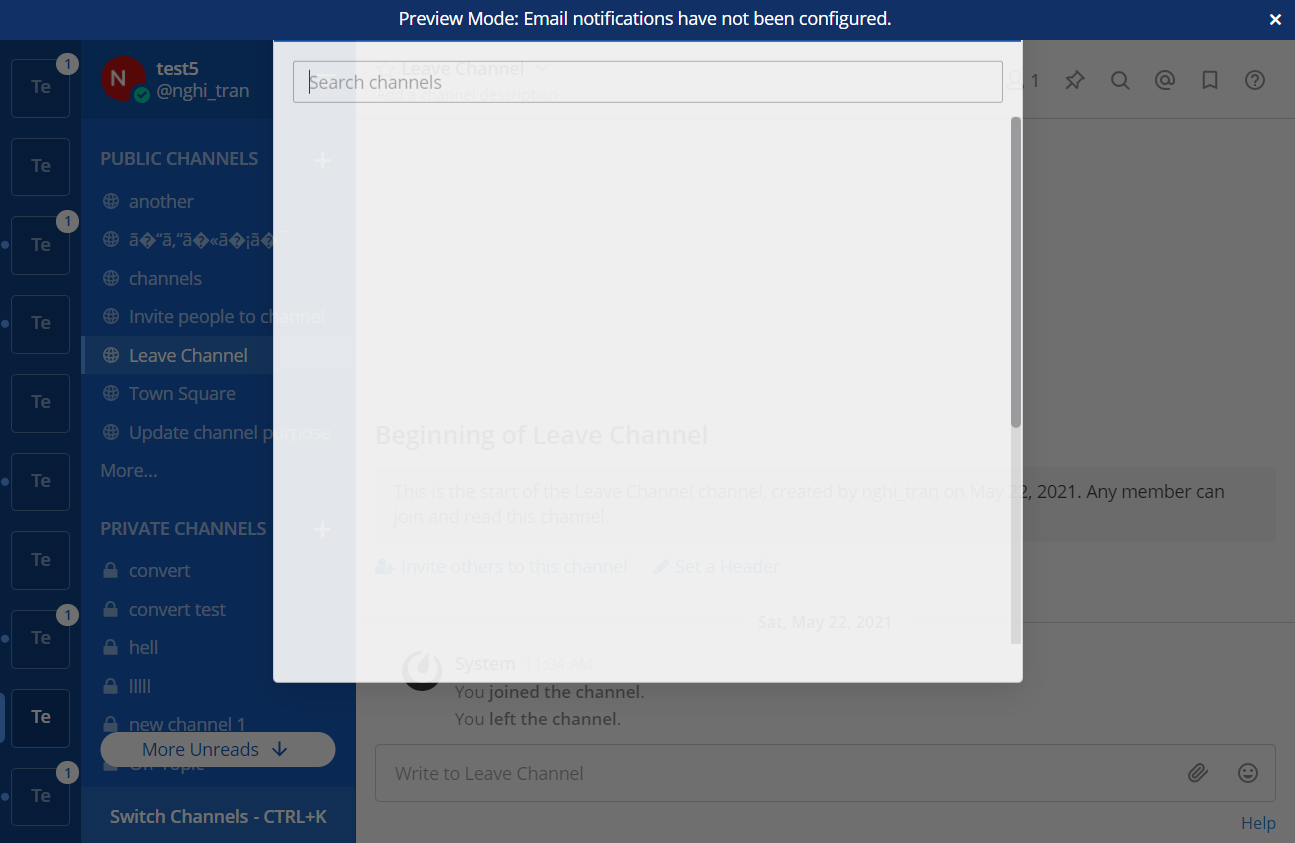 Preview Mode: Email notifications have not been configured.
Te
1
Te
Te
1
Te
Te
Te
Te
Te
1
Te
Te
1
N
test5
@nghi_tran
PUBLIC CHANNELS
another
channels
Invite people to channel
Leave Channel
Town Square
Update channel purpose
More...
PRIVATE CHANNELS
convert
convert test
hell
lllll
new channel 1
More Unreads
Off-Topic
Switch Channels - CTRL+K
Leave Channel
Search channels
1
Beginning of Leave Channel
This is the start of the Leave Channel channel, created by nghi_tran on May 22, 2021. Any member can
join and read this channel.
Invite others to this channel
Set a Header
Sat, May 22, 2021
System 11:04 AM
You joined the channel.
You left the channel.
Write to Leave Channel
Help